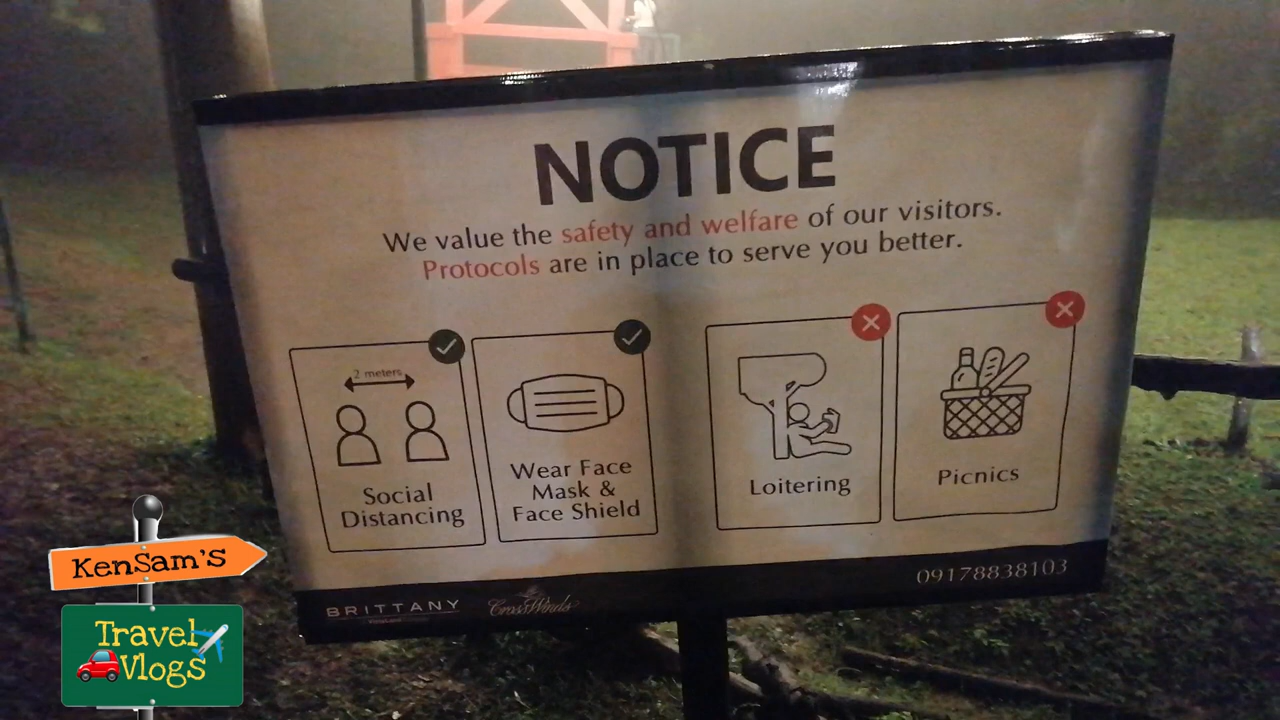 NOTICE
We value the safety and welfare of our visitors.
Protocols are in place to serve you better.
2 meters
Social
Distancing
Wear Face
Mask &
Face Shield
Loitering
Picnics
BRITTANY
CrossWinds
09178838103
KenSam's
Travel
Vlogs